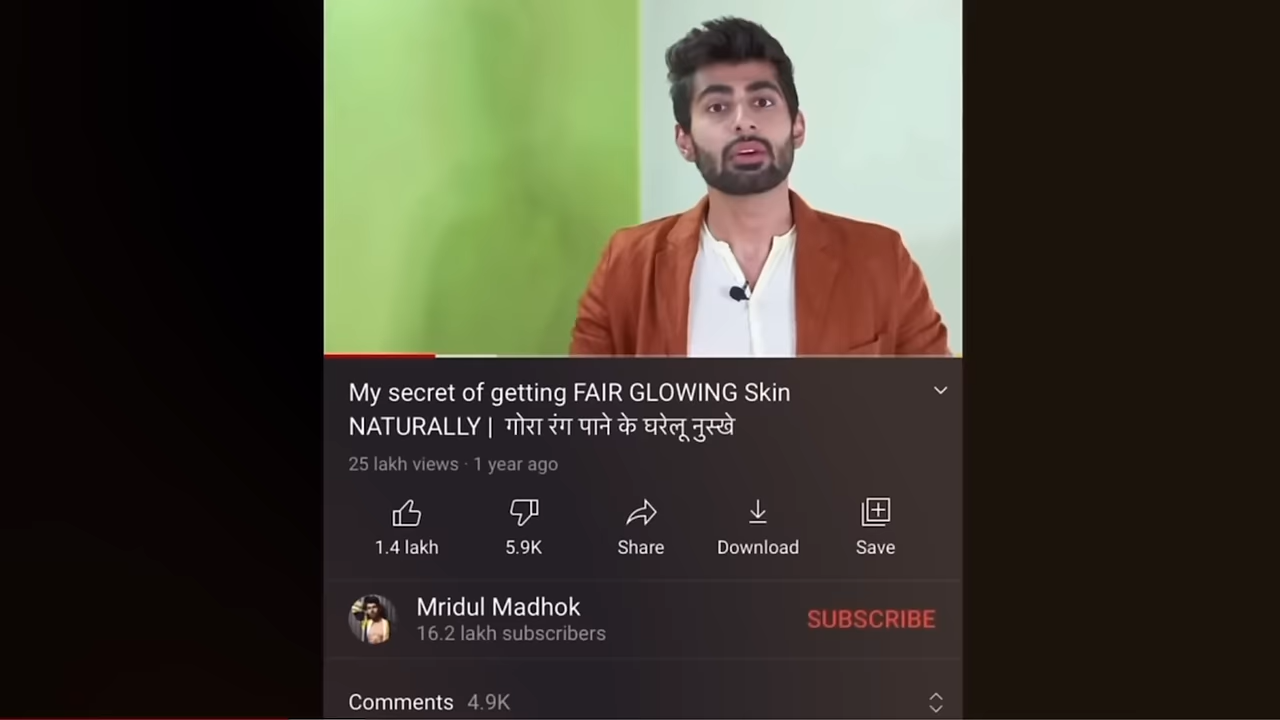 My secret of getting FAIR GLOWING Skin
NATURALLY | गोरा रंग पाने के घरेलू नुस्खे
25 lakh views · 1 year ago
1.4 lakh
5.9K
Share
Download
Save
Mridul Madhok
16.2 lakh subscribers
SUBSCRIBE
Comments 4.9K